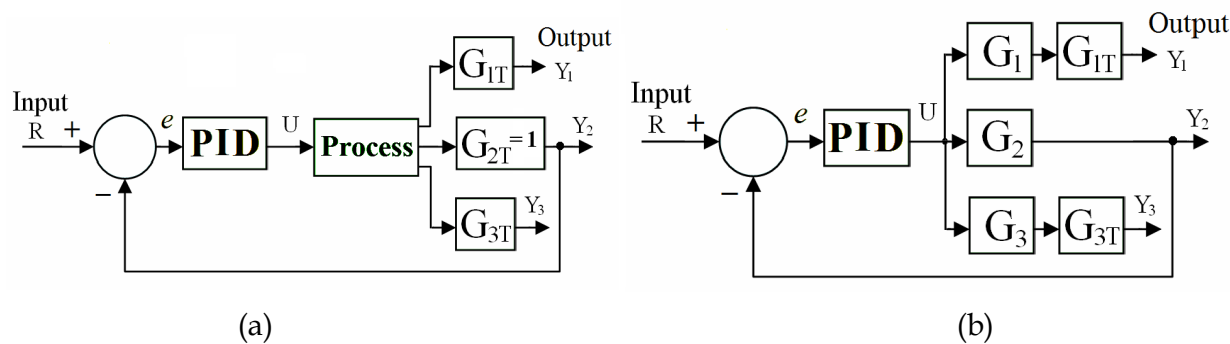 Output
G1T
Y1
Input
R
+
e
PID
U
Process
G2T=1
Y2
−
G3T
Y3
(a)
Output
G1
G1T
Y1
Input
R
+
e
PID
U
G2
Y2
−
G3
G3T
Y3
(b)